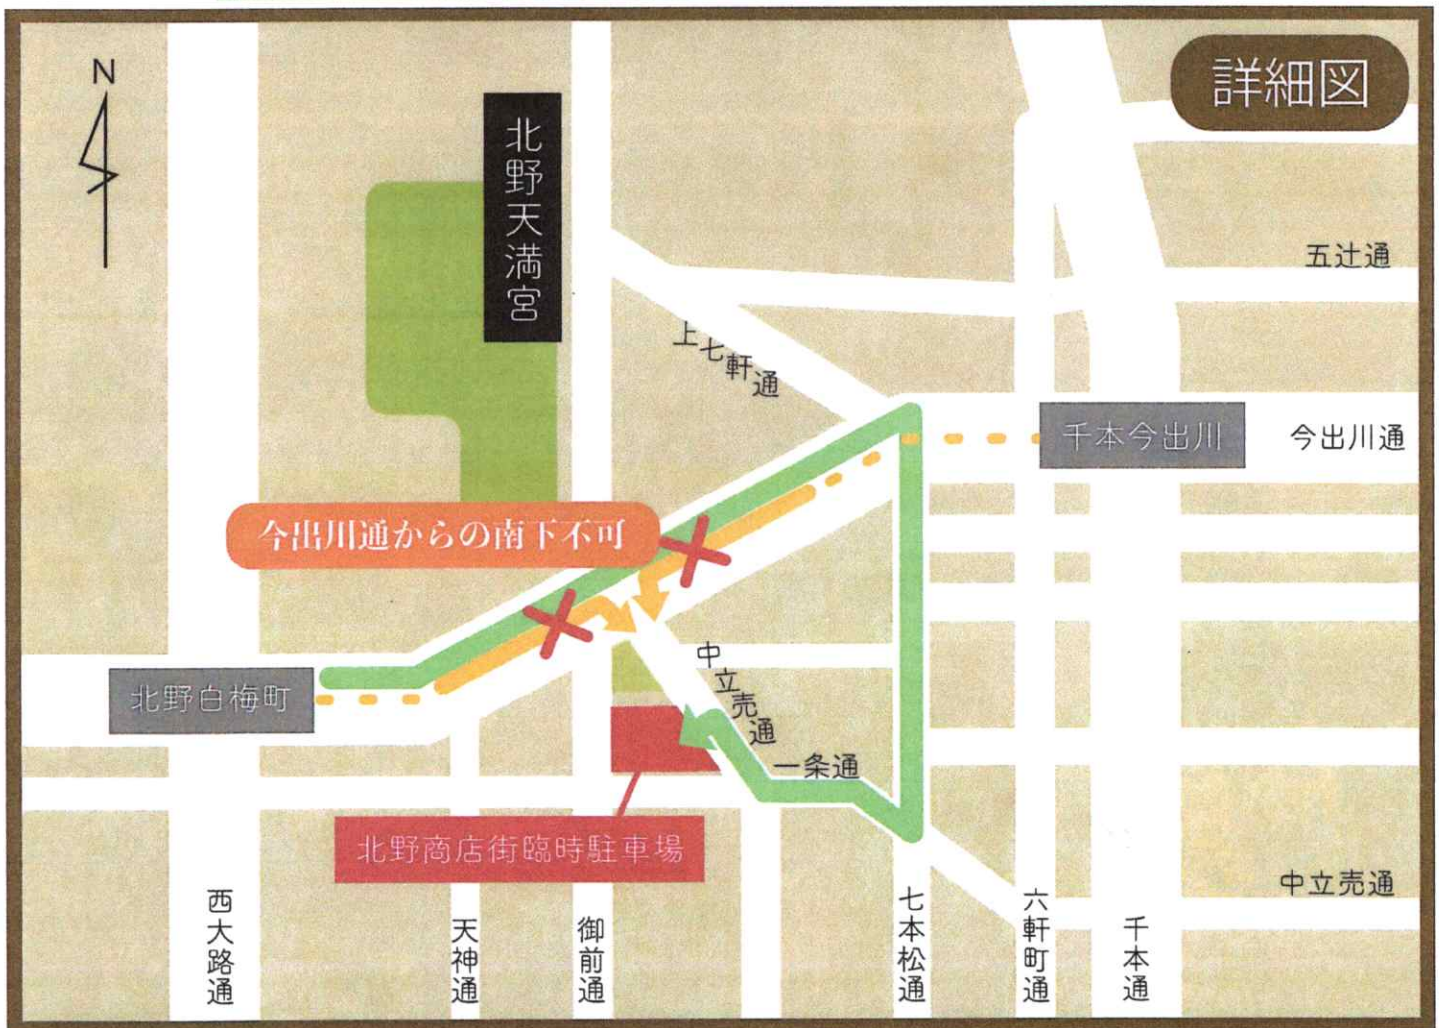 N
詳細図
北野天満宮
五辻通
上七軒通
千本今出川
今出川通
今出川通からの南下不可
北野白梅町
中立売通
一条通
北野商店街臨時駐車場
中立売通
西大路通
天神通
御前通
七本松通
六軒町通
千本通